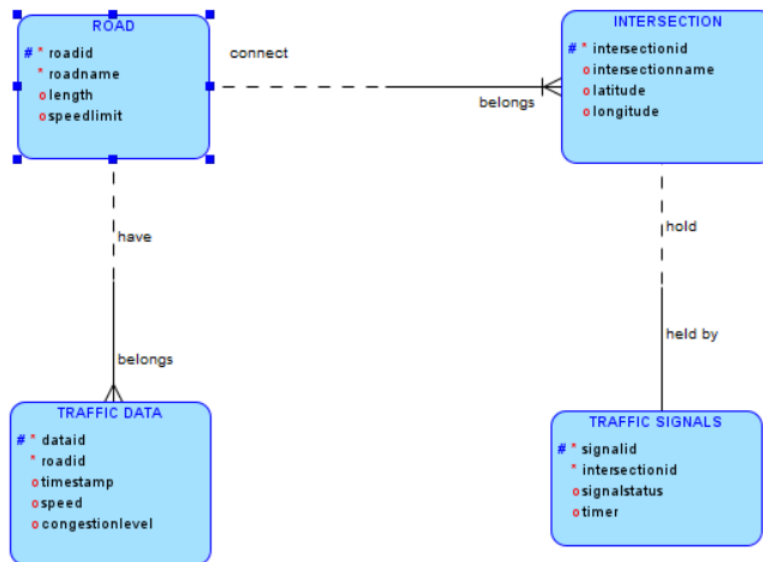 ROAD
# * roadid
* roadname
o length
o speedlimit
connect
belongs
INTERSECTION
# * intersectionid
o intersectionname
o latitude
o longitude
have
belongs
hold
held by
TRAFFIC DATA
# * dataid
* roadid
o timestamp
o speed
o congestionlevel
TRAFFIC SIGNALS
# * signalid
* intersectionid
o signalstatus
o timer